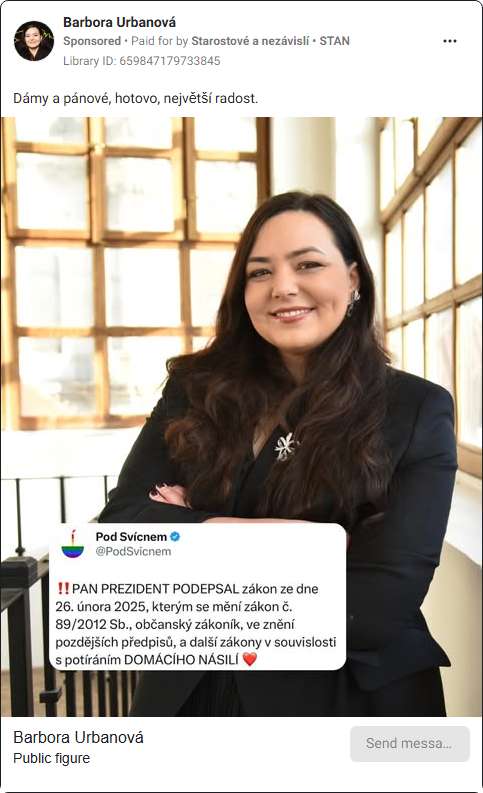 Barbora Urbanová
Sponsored • Paid for by Starostové a nezávislí • STAN
Library ID: 659847179733845
Dámy a pánové, hotovo, největší radost.
Pod Svícnem
@PodSvicnem
‼️PAN PREZIDENT PODEPSAL zákon ze dne
26. února 2025, kterým se mění zákon č.
89/2012 Sb., občanský zákoník, ve znění
pozdějších předpisů, a další zákony v souvislosti
s potíráním DOMÁCÍHO NÁSILÍ ❤️
Barbora Urbanová
Public figure
Send messa...